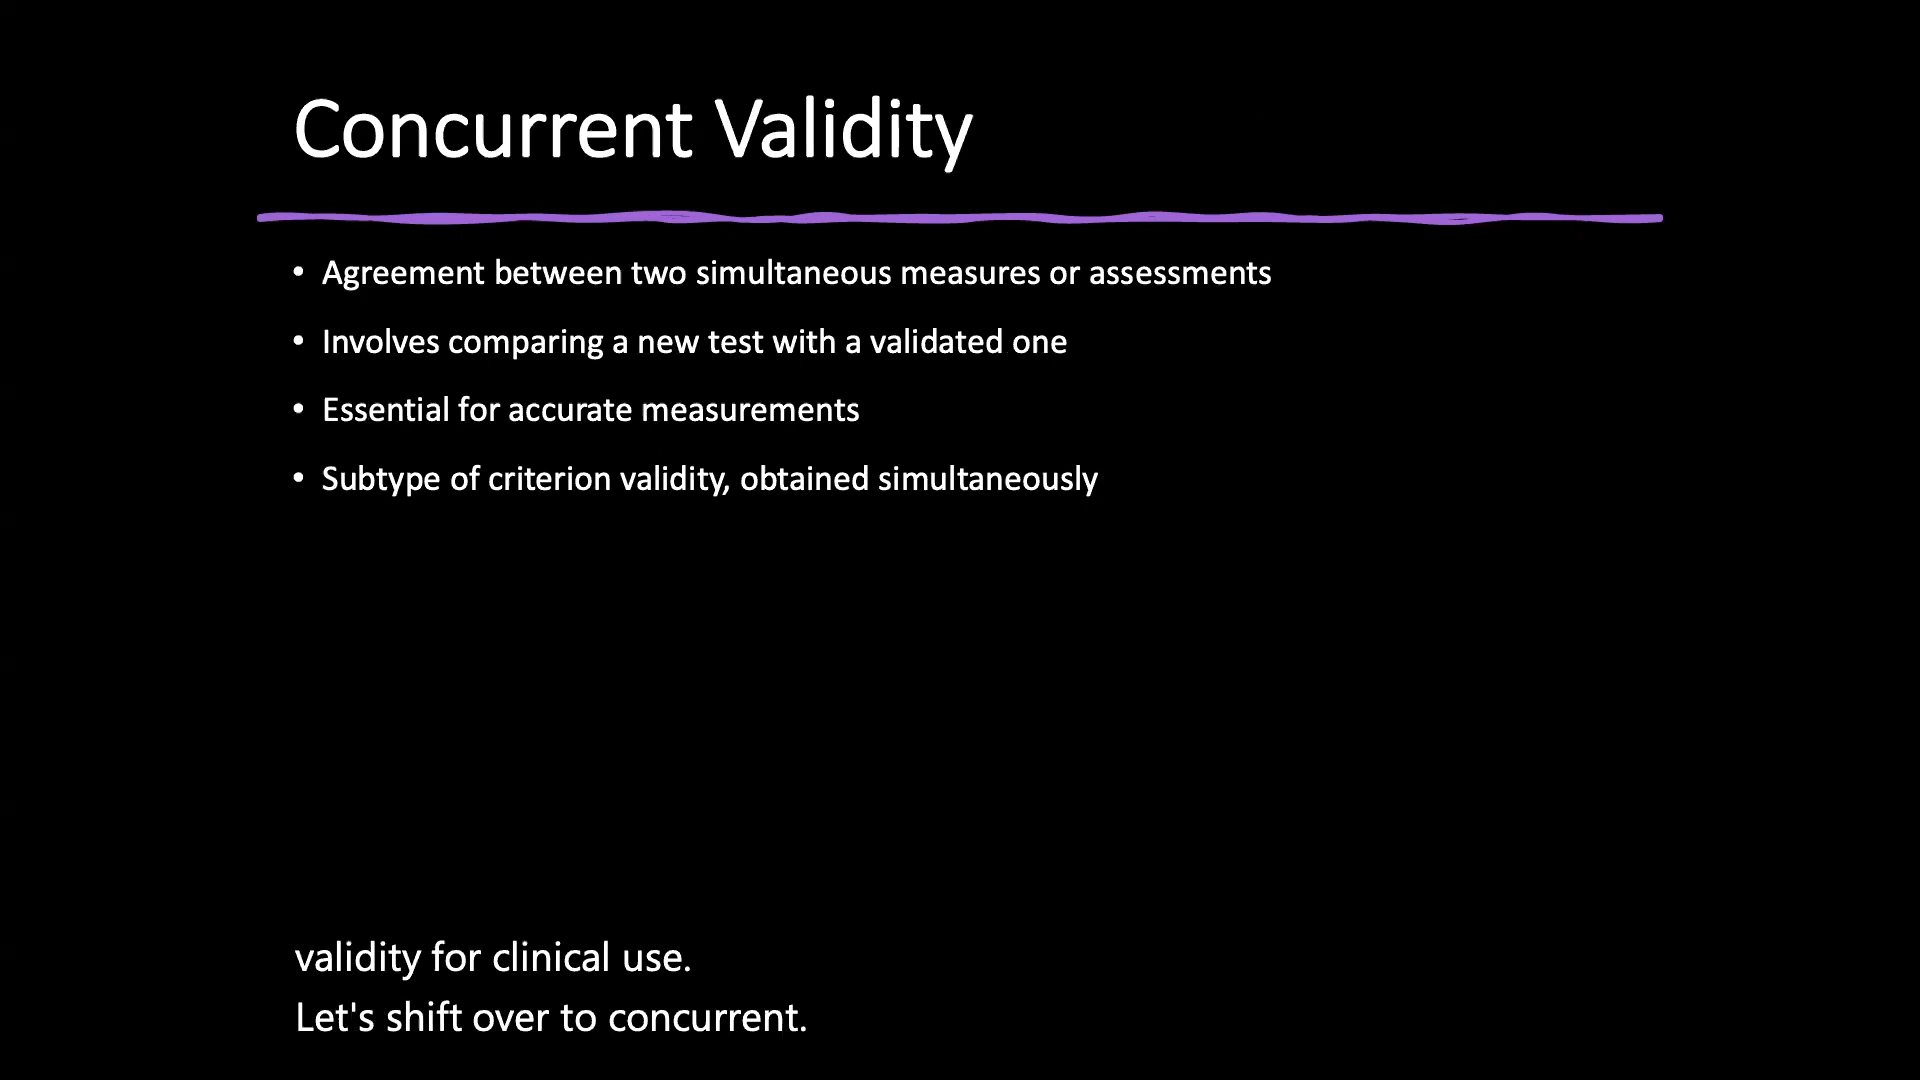 Concurrent Validity
• Agreement between two simultaneous measures or assessments
• Involves comparing a new test with a validated one
• Essential for accurate measurements
• Subtype of criterion validity, obtained simultaneously
validity for clinical use.
Let's shift over to concurrent.